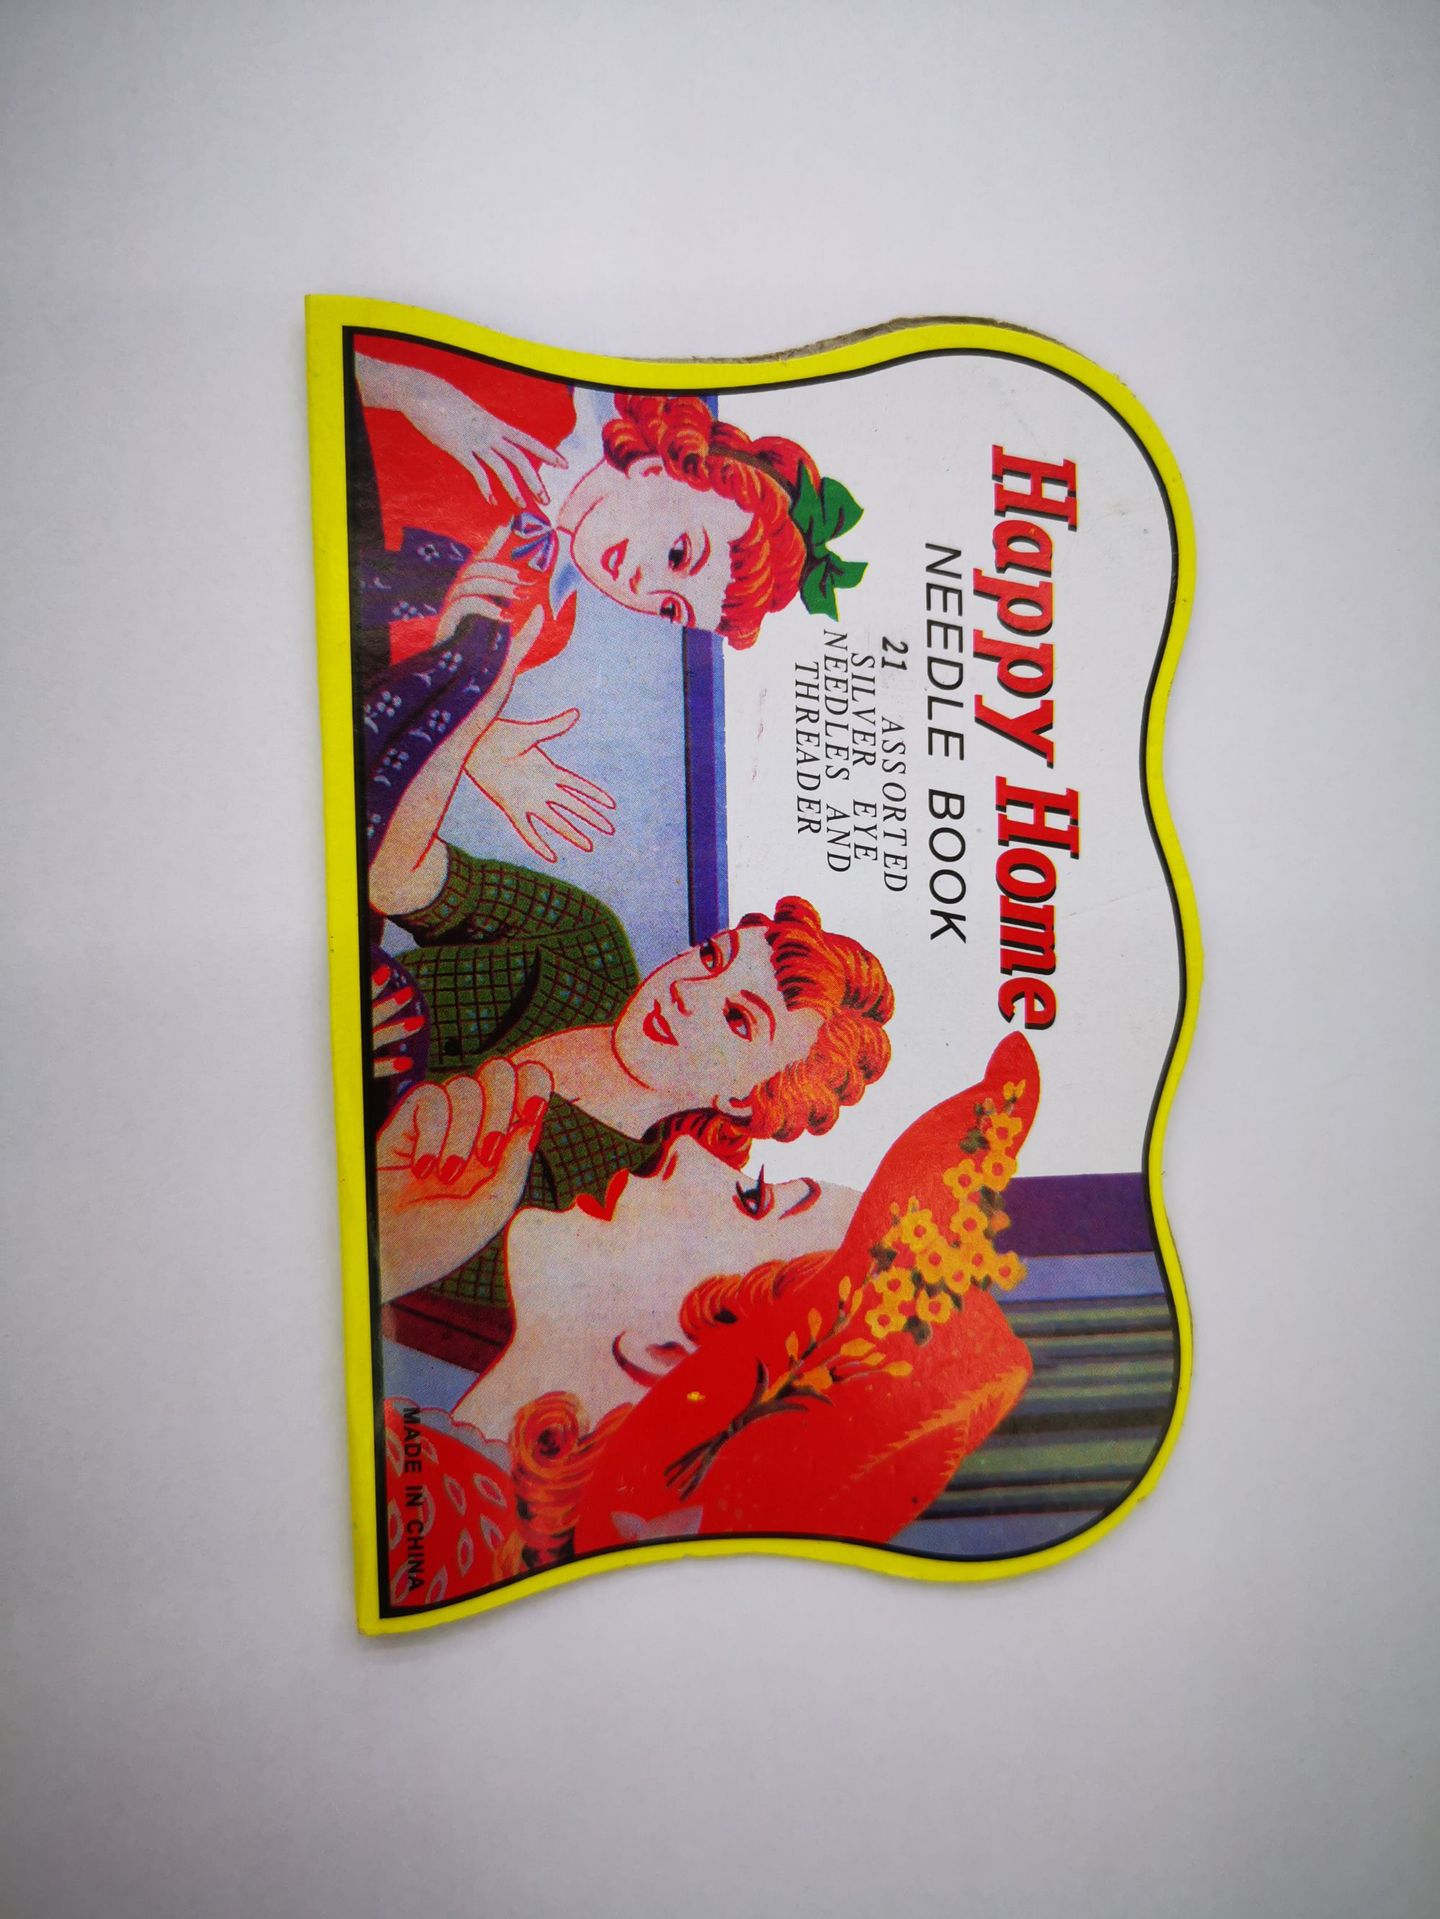 Happy Home
NEEDLE BOOK
21 ASSORTED
SILVER EYE
NEEDLES AND
THREADER
MADE IN CHINA